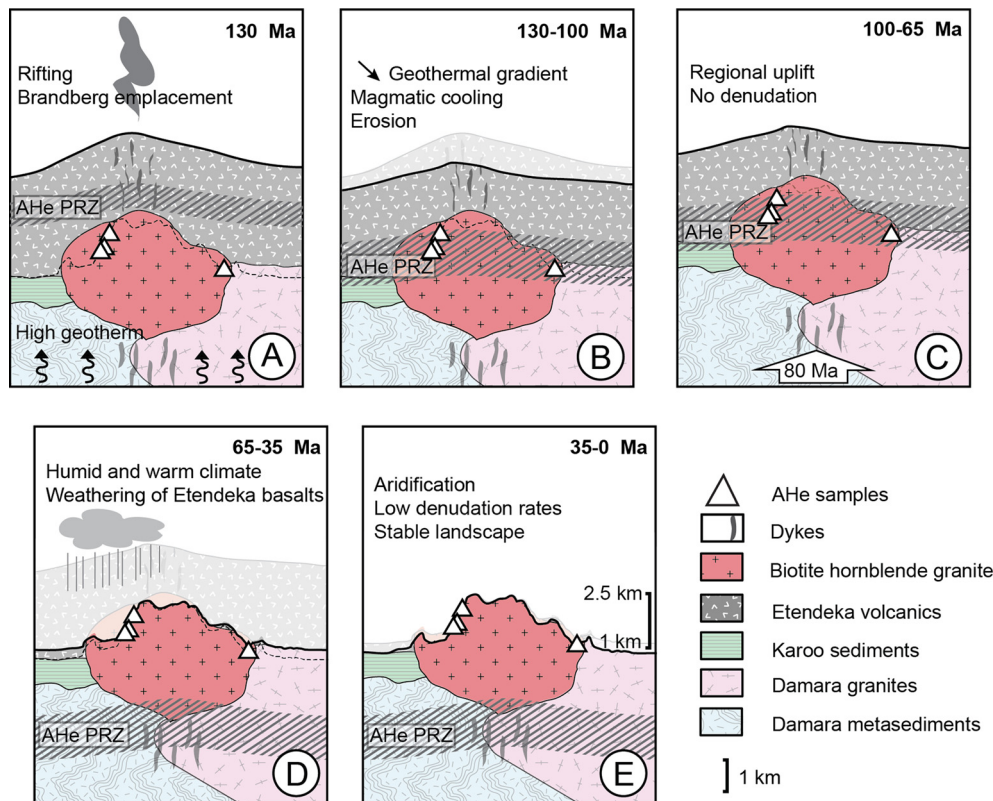 130 Ma
Rifting
Brandberg emplacement
AHe PRZ
High geotherm
A
130-100 Ma
Geothermal gradient
Magmatic cooling
Erosion
AHe PRZ
B
100-65 Ma
Regional uplift
No denudation
AHe PRZ
80 Ma
C
65-35 Ma
Humid and warm climate
Weathering of Etendeka basalts
AHe PRZ
D
35-0 Ma
Aridification
Low denudation rates
Stable landscape
2.5 km
1 km
AHe PRZ
E
AHe samples
Dykes
Biotite hornblende granite
Etendeka volcanics
Karoo sediments
Damara granites
Damara metasediments
1 km